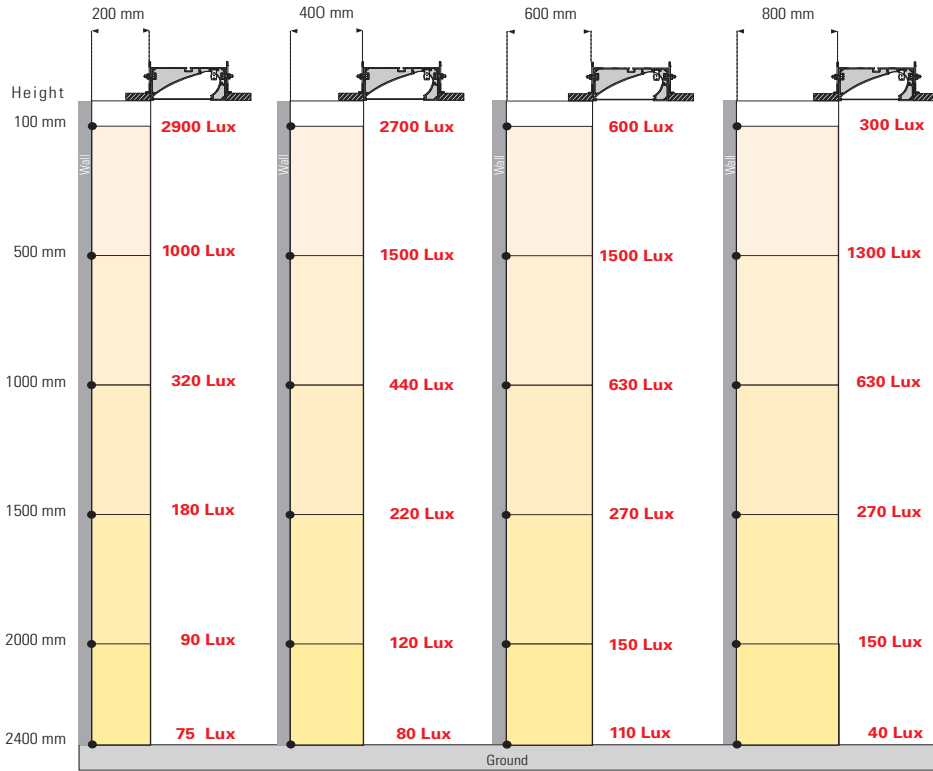 200 mm 400 mm 600 mm 800 mm
Height
100 mm 2900 Lux 2700 Lux 600 Lux 300 Lux
Wall Wall Wall Wall
500 mm 1000 Lux 1500 Lux 1500 Lux 1300 Lux
1000 mm 320 Lux 440 Lux 630 Lux 630 Lux
1500 mm 180 Lux 220 Lux 270 Lux 270 Lux
2000 mm 90 Lux 120 Lux 150 Lux 150 Lux
2400 mm 75 Lux 80 Lux 110 Lux 40 Lux
Ground